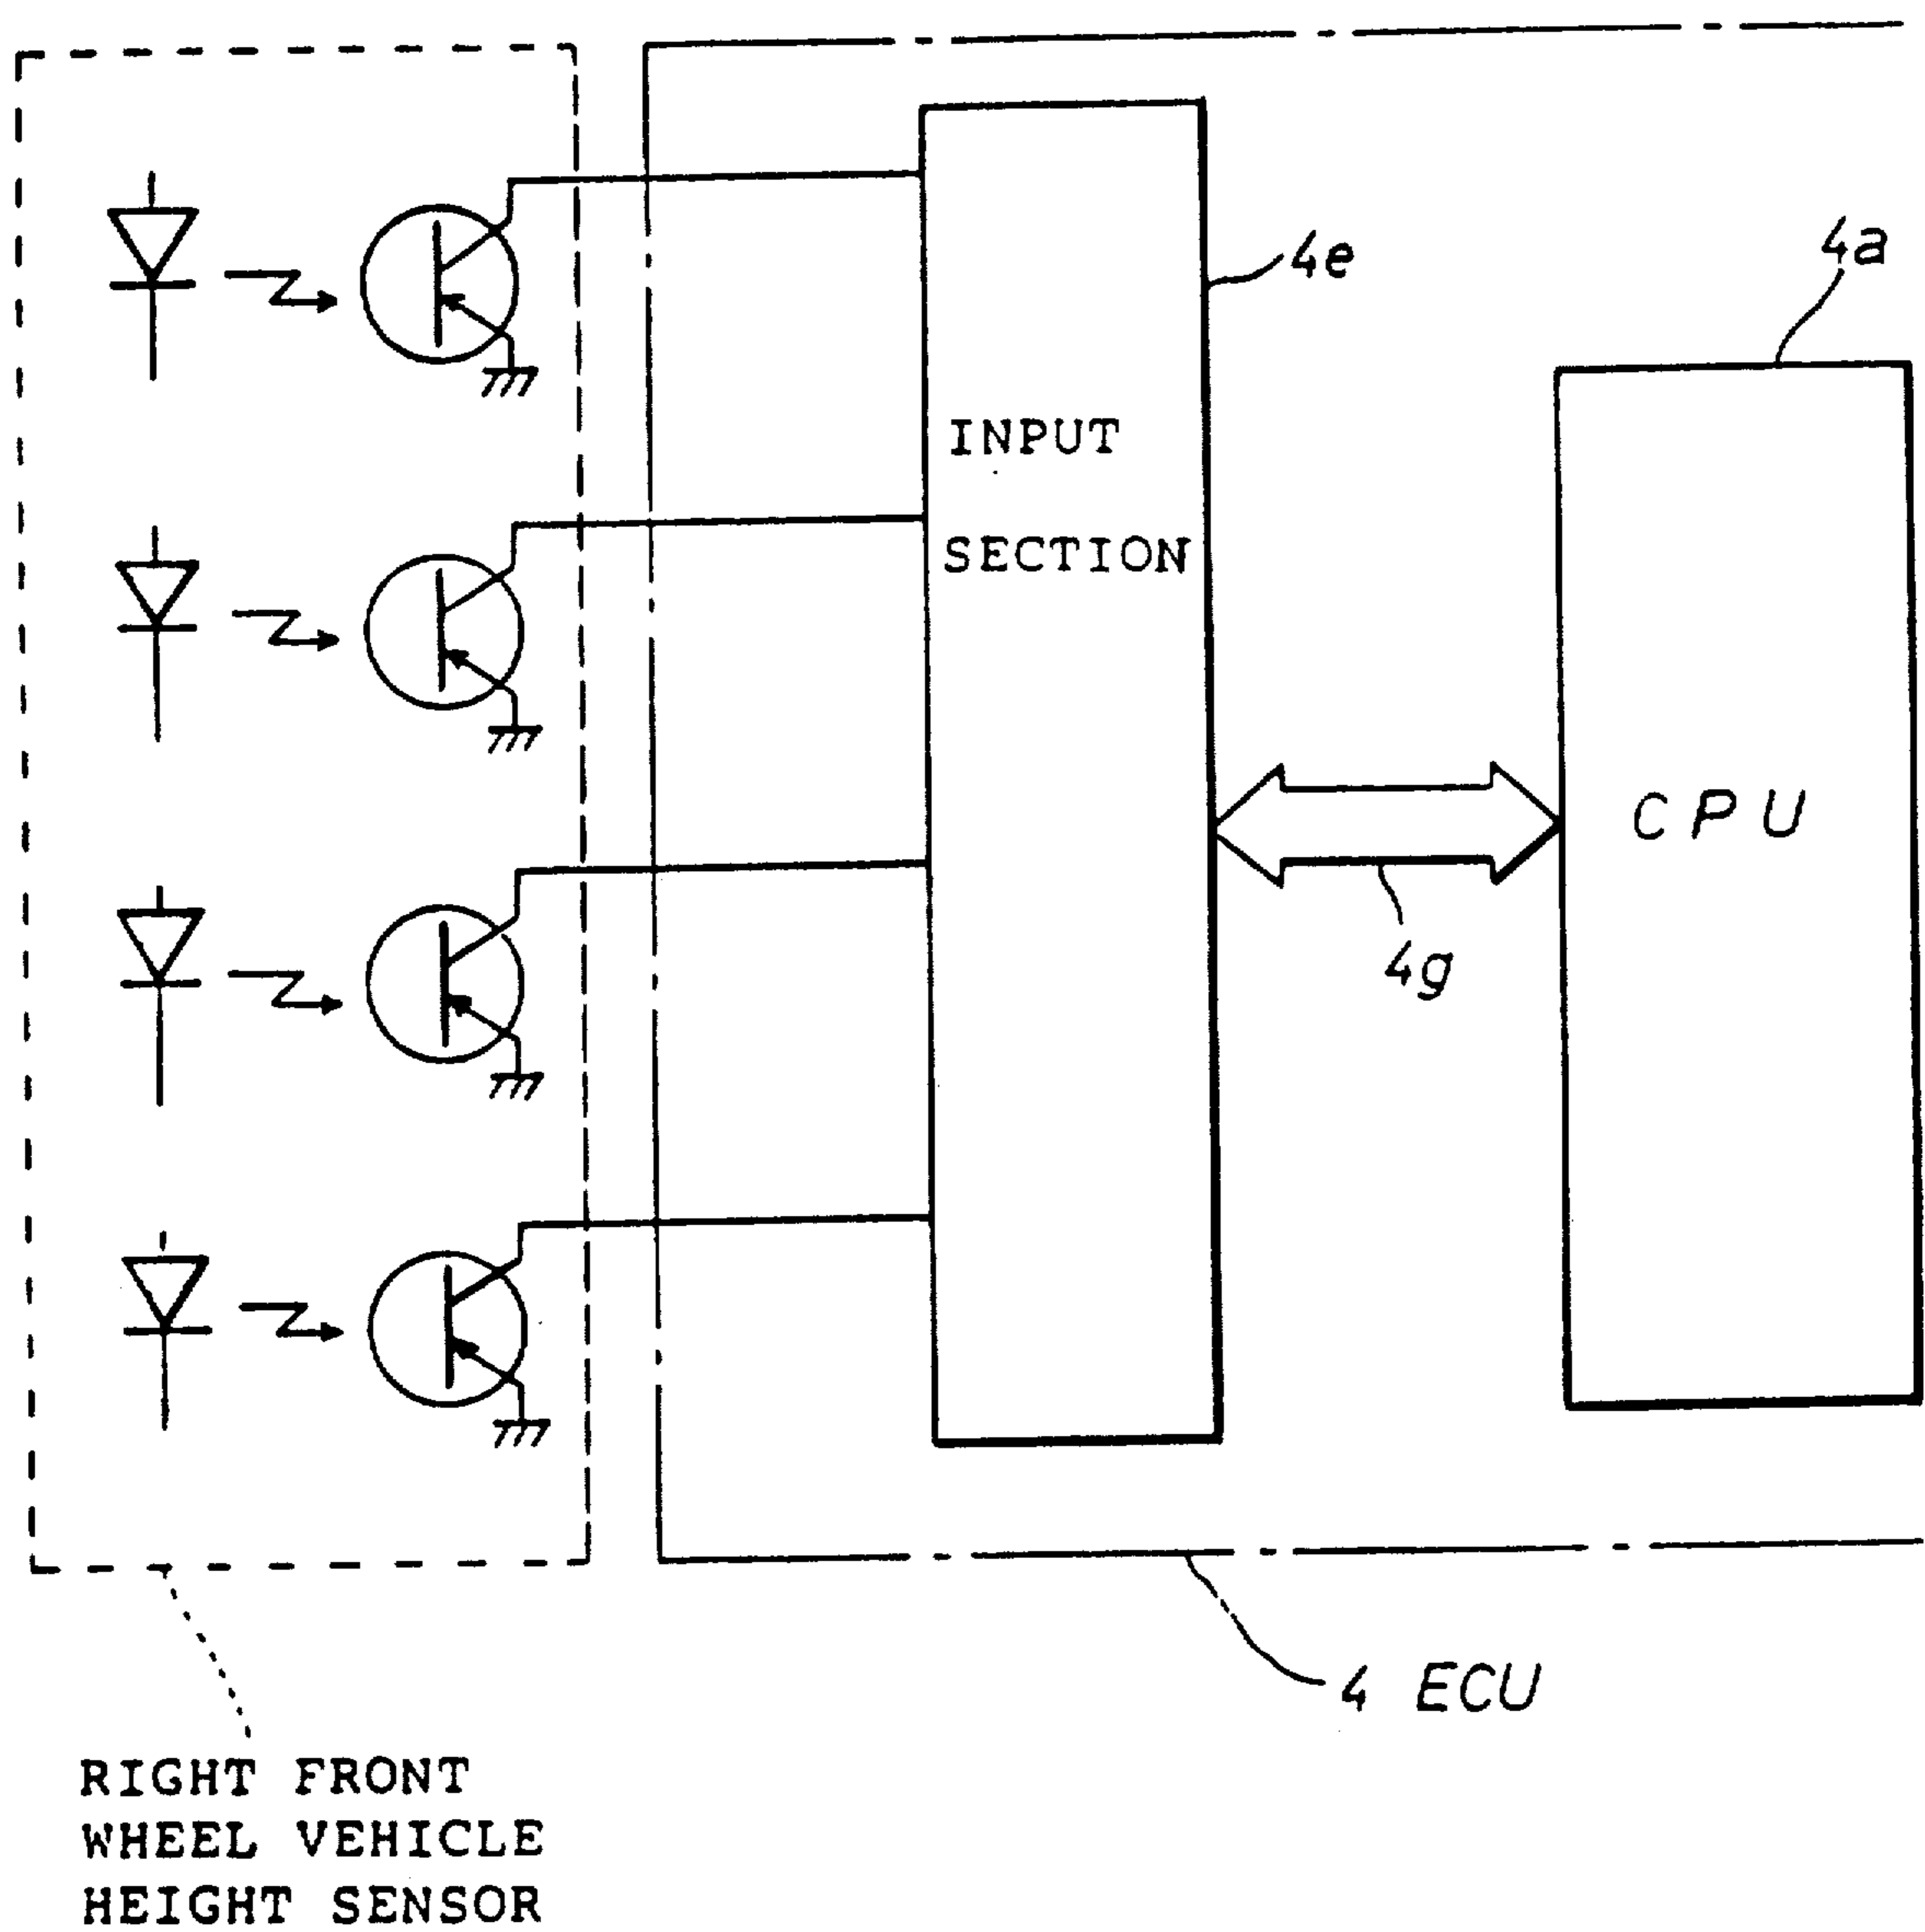 4e
4a
INPUT
SECTION
CPU
4g
4 ECU
RIGHT FRONT
WHEEL VEHICLE
HEIGHT SENSOR